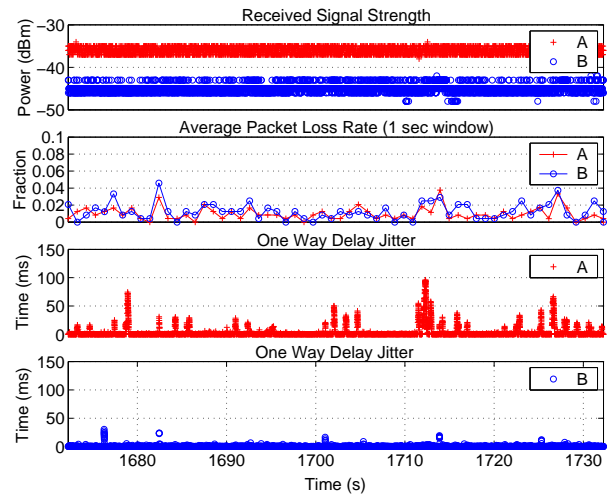 Received Signal Strength
Power (dBm)
−30
−40
−50
A
B
Average Packet Loss Rate (1 sec window)
Fraction
0.1
0.08
0.06
0.04
0.02
0
A
B
One Way Delay Jitter
Time (ms)
150
100
50
0
A
One Way Delay Jitter
Time (ms)
150
100
50
0
B
1680 1690 1700 1710 1720 1730
Time (s)